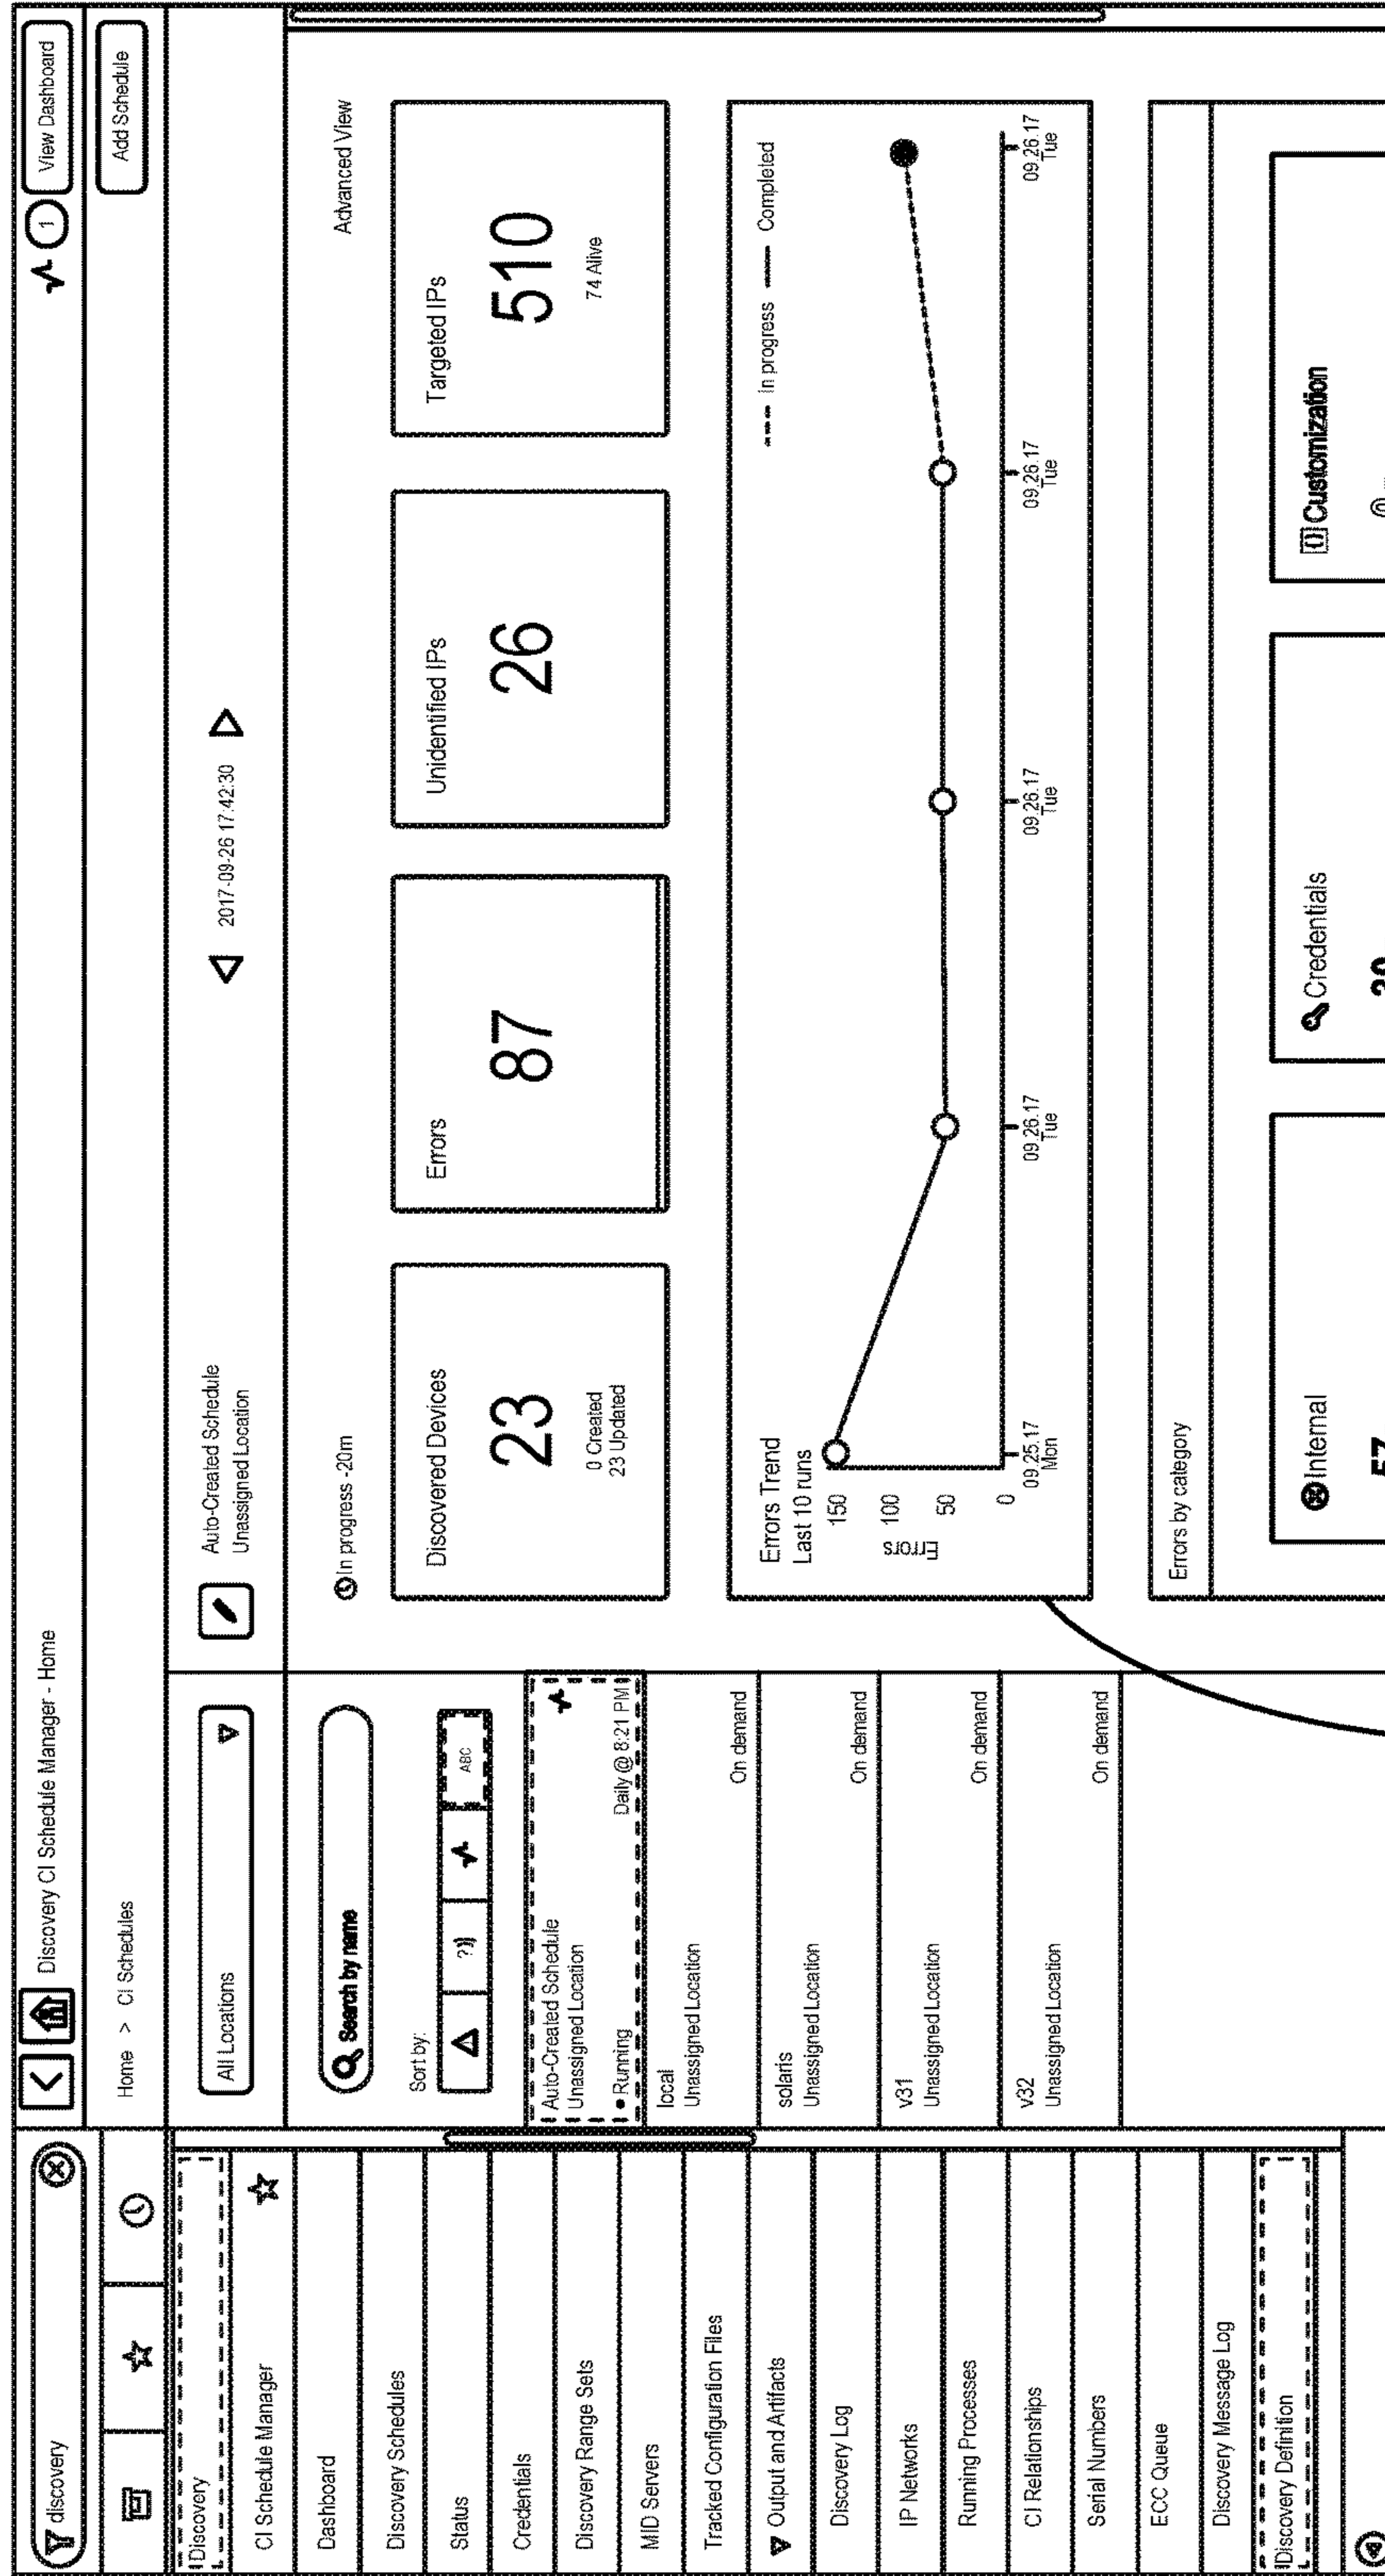 discovery
Discovery CI Schedule Manager - Home
1
View Dashboard
Home > CI Schedules
Add Schedule
Discovery
CI Schedule Manager
Dashboard
Discovery Schedules
Status
Credentials
Discovery Range Sets
MID Servers
Tracked Configuration Files
Output and Artifacts
Discovery Log
IP Networks
Running Processes
CI Relationships
Serial Numbers
ECC Queue
Discovery Message Log
Discovery Definition
All Locations
Search by name
Sort by:
?))
ABC
Auto-Created Schedule
Unassigned Location
• Running
Daily @ 8:21 PM
local
Unassigned Location
On demand
solaris
Unassigned Location
On demand
v31
Unassigned Location
On demand
v32
Unassigned Location
On demand
Auto-Created Schedule
Unassigned Location
2017-09-26 17:42:30
In progress -20m
Advanced View
Discovered Devices
23
0 Created
23 Updated
Errors
87
Unidentified IPs
26
Targeted IPs
510
74 Alive
Errors Trend
Last 10 runs
In progress
Completed
Errors
150
100
50
0
09.25.17
Mon
09.26.17
Tue
09.26.17
Tue
09.26.17
Tue
09.26.17
Tue
Errors by category
Internal
57
Credentials
Customization